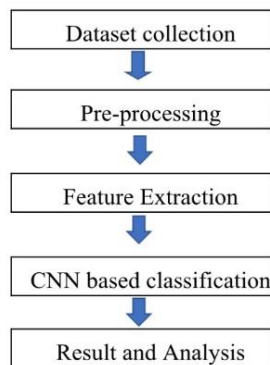 Dataset collection
Pre-processing
Feature Extraction
CNN based classification
Result and Analysis